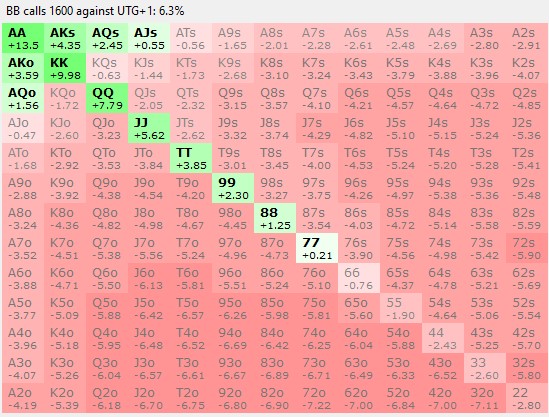 BB calls 1600 against UTG+1: 6.3%
AA AKs AQs AJs ATs A9s A8s A7s A6s A5s A4s A3s A2s
+13.5 +4.35 +2.45 +0.55 -0.56 -1.65 -2.01 -2.28 -2.61 -2.48 -2.69 -2.80 -2.91
AKo KK KQs KJs KTs K9s K8s K7s K6s K5s K4s K3s K2s
+3.59 +9.98 -0.63 -1.44 -1.73 -2.68 -3.10 -3.24 -3.43 -3.79 -3.88 -3.96 -4.07
AQo KQo QQ QJs QTs Q9s Q8s Q7s Q6s Q5s Q4s Q3s Q2s
+1.56 -1.72 +7.79 -2.05 -2.32 -3.15 -3.57 -4.10 -4.21 -4.57 -4.64 -4.72 -4.85
AJo KJo QJo JJ JTs J9s J8s J7s J6s J5s J4s J3s J2s
-0.47 -2.60 -3.23 +5.62 -2.62 -3.32 -3.74 -4.29 -4.82 -5.10 -5.15 -5.24 -5.36
ATo KTo QTo JTo TT T9s T8s T7s T6s T5s T4s T3s T2s
-1.68 -2.92 -3.53 -3.84 +3.85 -3.01 -3.45 -4.00 -4.53 -5.24 -5.20 -5.28 -5.41
A9o K9o Q9o J9o T9o 99 98s 97s 96s 95s 94s 93s 92s
-2.88 -3.92 -4.38 -4.54 -4.20 +2.30 -3.27 -3.75 -4.26 -4.97 -5.38 -5.36 -5.48
A8o K8o Q8o J8o T8o 98o 88 87s 86s 85s 84s 83s 82s
-3.24 -4.36 -4.82 -4.98 -4.67 -4.45 +1.25 -3.54 -4.03 -4.72 -5.14 -5.58 -5.59
A7o K7o Q7o J7o T7o 97o 87o 77 76s 75s 74s 73s 72s
-3.52 -4.51 -5.38 -5.56 -5.24 -4.96 -4.73 +0.21 -3.90 -4.56 -4.98 -5.42 -5.90
A6o K6o Q6o J6o T6o 96o 86o 76o 66 65s 64s 63s 62s
-3.88 -4.71 -5.50 -6.13 -5.81 -5.51 -5.24 -5.10 -0.76 -4.37 -4.78 -5.21 -5.69
A5o K5o Q5o J5o T5o 95o 85o 75o 65o 55 54s 53s 52s
-3.77 -5.09 -5.88 -6.42 -6.57 -6.26 -5.98 -5.81 -5.60 -1.90 -4.64 -5.06 -5.54
A4o K4o Q4o J4o T4o 94o 84o 74o 64o 54o 44 43s 42s
-3.96 -5.18 -5.95 -6.48 -6.52 -6.69 -6.42 -6.25 -6.04 -5.88 -2.43 -5.25 -5.70
A3o K3o Q3o J3o T3o 93o 83o 73o 63o 53o 43o 33 32s
-4.07 -5.26 -6.04 -6.57 -6.61 -6.67 -6.89 -6.71 -6.49 -6.33 -6.52 -2.60 -5.80
A2o K2o Q2o J2o T2o 92o 82o 72o 62o 52o 42o 32o 22
-4.19 -5.39 -6.18 -6.70 -6.75 -6.80 -6.90 -7.22 -7.00 -6.84 -7.00 -7.11 -2.80